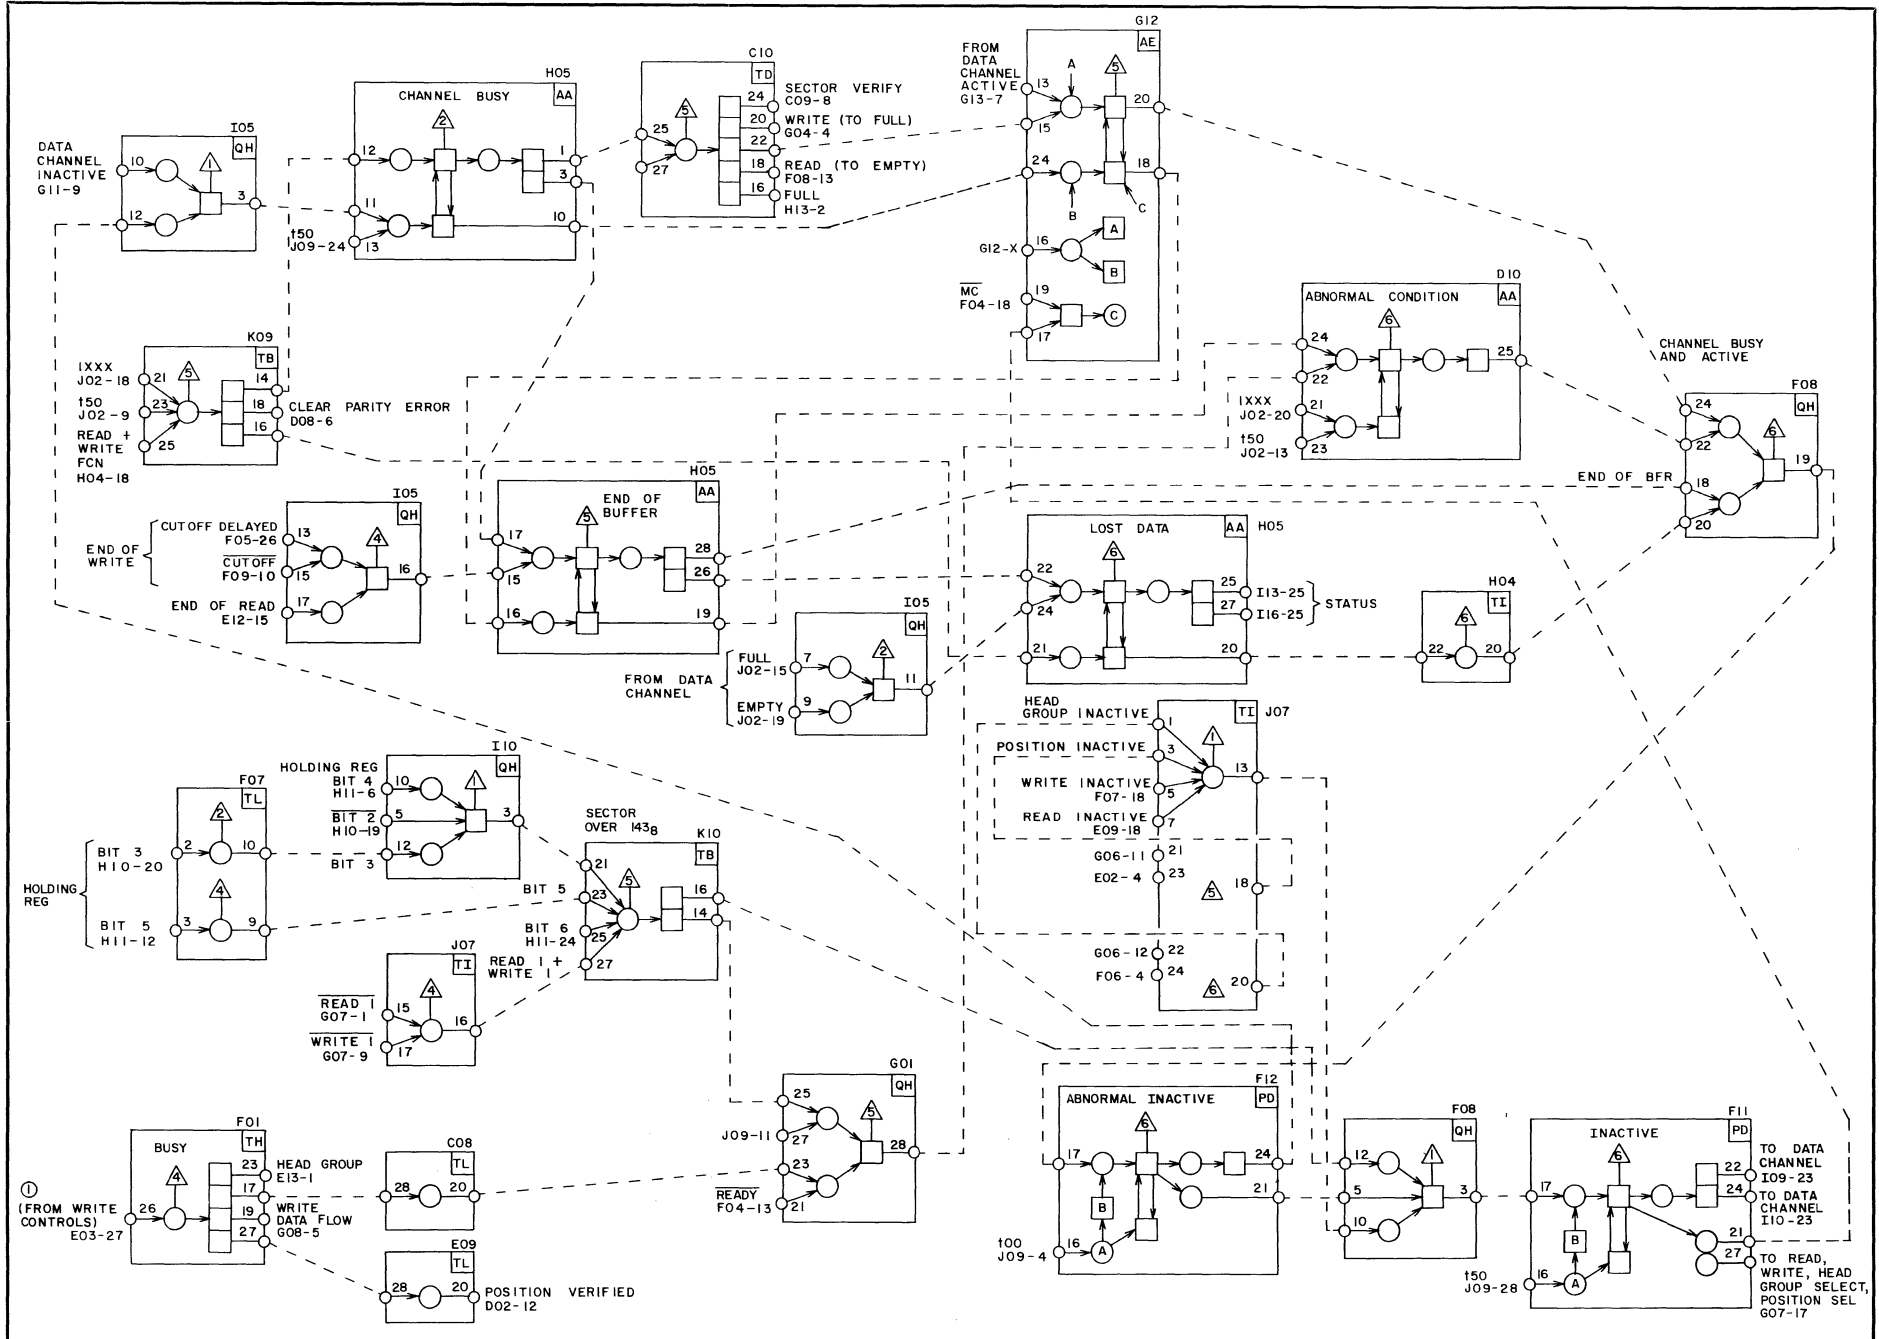 I05
QH
DATA
CHANNEL
INACTIVE
G11-9
10
12
1
3
H05
AA
CHANNEL BUSY
2
12
11
13
t50
J09-24
1
3
10
C10
TD
25
27
5
24
20
22
18
16
SECTOR VERIFY
C09-8
WRITE (TO FULL)
G04-4
READ (TO EMPTY)
F08-13
FULL
H13-2
G12
AE
FROM
DATA
CHANNEL
ACTIVE
G13-7
13
15
A
5
20
24
B
C
18
G12-X
16
A
B
MC
F04-18
19
17
C
D10
AA
ABNORMAL CONDITION
6
24
22
21
23
1XXX
J02-20
t50
J02-13
25
CHANNEL BUSY
AND ACTIVE
F08
QH
24
22
18
20
6
19
END OF BFR
K09
TB
1XXX
J02-18
t50
J02-9
READ +
WRITE
FCN
H04-18
21
23
25
5
14
18
16
CLEAR PARITY ERROR
D08-6
I05
QH
END OF
WRITE
CUTOFF DELAYED
F05-26
CUTOFF
F09-10
END OF READ
E12-15
13
15
17
4
16
H05
AA
END OF
BUFFER
5
17
15
16
28
26
19
I05
QH
FROM DATA
CHANNEL
FULL
J02-15
EMPTY
J02-19
7
9
2
11
LOST DATA
AA
H05
6
22
24
21
25
27
20
I13-25
I16-25
STATUS
H04
TI
22
6
20
HEAD
GROUP INACTIVE
POSITION INACTIVE
WRITE INACTIVE
F07-18
READ INACTIVE
E09-18
TI
J07
1
3
5
7
1
13
G06-11
E02-4
21
23
5
18
G06-12
F06-4
22
24
6
20
F07
TL
HOLDING
REG
BIT 3
H10-20
BIT 5
H11-12
2
2
10
3
4
9
I10
QH
HOLDING REG
BIT 4
H11-6
BIT 2
H10-19
BIT 3
10
5
12
1
3
SECTOR
OVER 143₈
K10
TB
BIT 5
BIT 6
H11-24
READ 1 +
WRITE 1
21
23
25
27
5
16
14
J07
TI
READ 1
G07-1
WRITE 1
G07-9
15
17
4
16
F01
TH
BUSY
4
1
(FROM WRITE
CONTROLS)
E03-27
26
23
17
19
27
HEAD GROUP
E13-1
WRITE
DATA FLOW
G08-5
C08
TL
28
20
E09
TL
28
20
POSITION VERIFIED
D02-12
G01
QH
J09-11
READY
F04-13
25
27
23
21
5
28
F12
PD
ABNORMAL INACTIVE
6
17
B
A
16
t00
J09-4
24
21
F08
QH
12
5
10
1
3
F11
PD
INACTIVE
6
17
B
A
16
t50
J09-28
22
24
21
27
TO DATA
CHANNEL
I09-23
TO DATA
CHANNEL
I10-23
TO READ,
WRITE, HEAD
GROUP SELECT,
POSITION SEL
G07-17